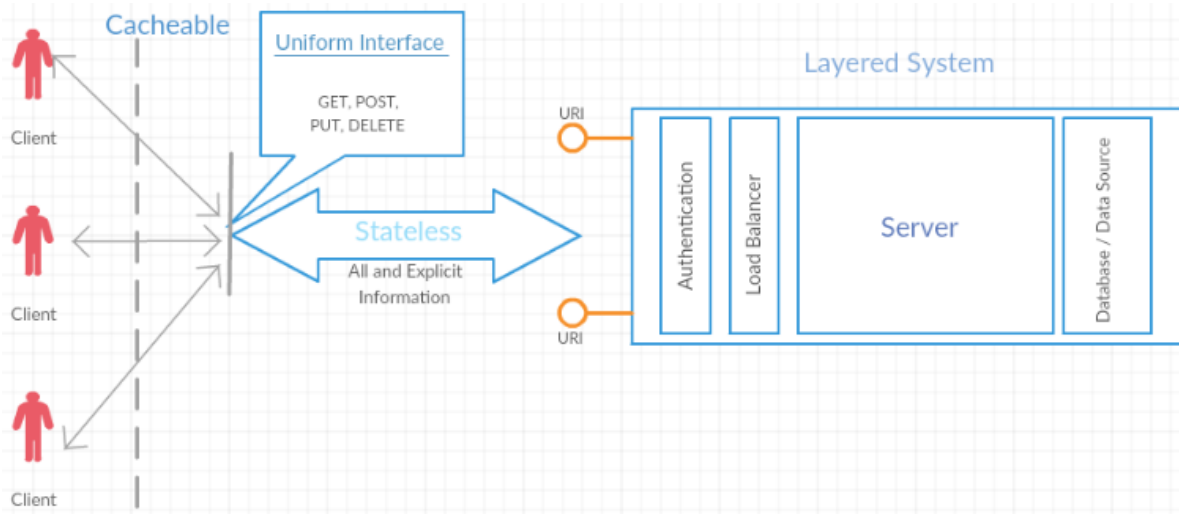 Cacheable
Uniform Interface
GET, POST,
PUT, DELETE
Client
Client
Client
Stateless
All and Explicit
Information
Layered System
URI
URI
Authentication
Load Balancer
Server
Database / Data Source